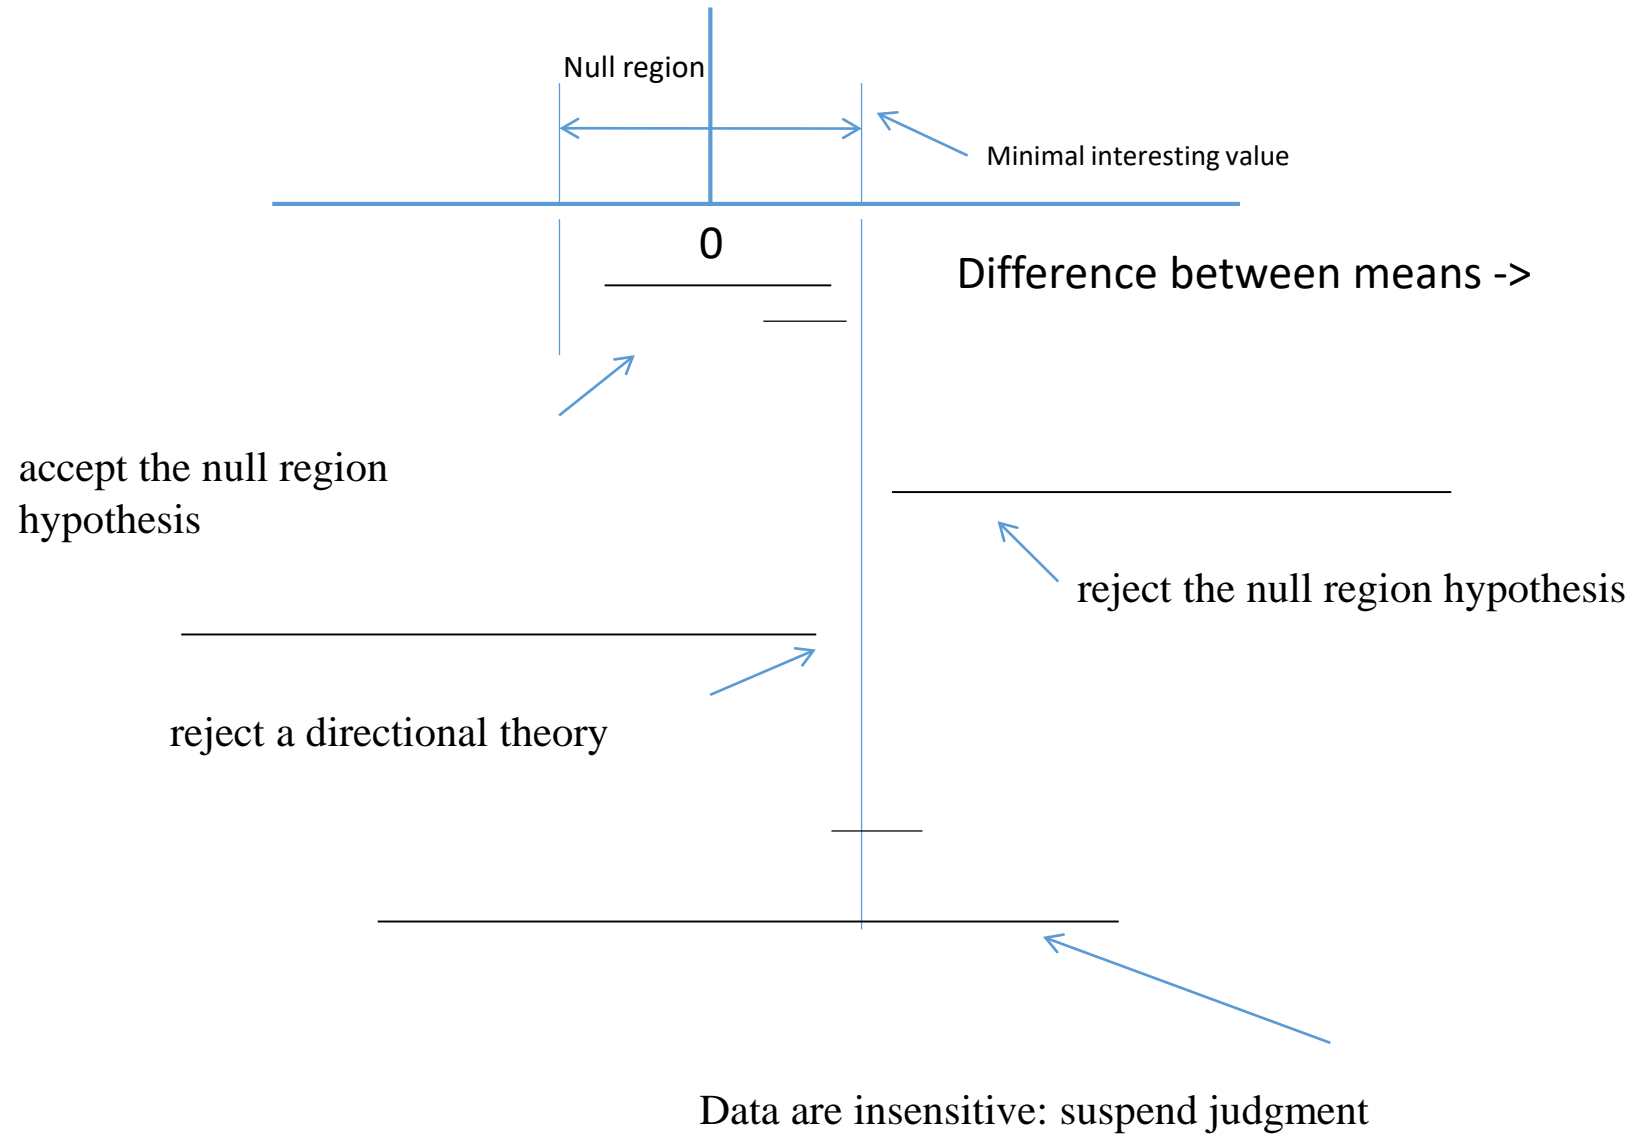 Null region
Minimal interesting value
0
Difference between means ->
accept the null region
hypothesis
reject the null region hypothesis
reject a directional theory
Data are insensitive: suspend judgment